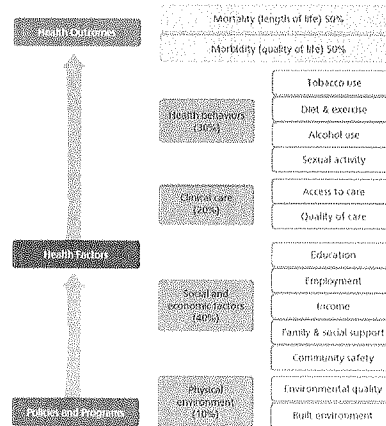 Health Outcomes
Mortality (length of life) 50%
Morbidity (quality of life) 50%
Health behaviors
(30%)
Tobacco use
Diet & exercise
Alcohol use
Sexual activity
Clinical care
(20%)
Access to care
Quality of care
Health Factors
Social and
economic factors
(40%)
Education
Employment
Income
Family & social support
Community safety
Physical
environment
(10%)
Environmental quality
Built environment
Policies and Programs